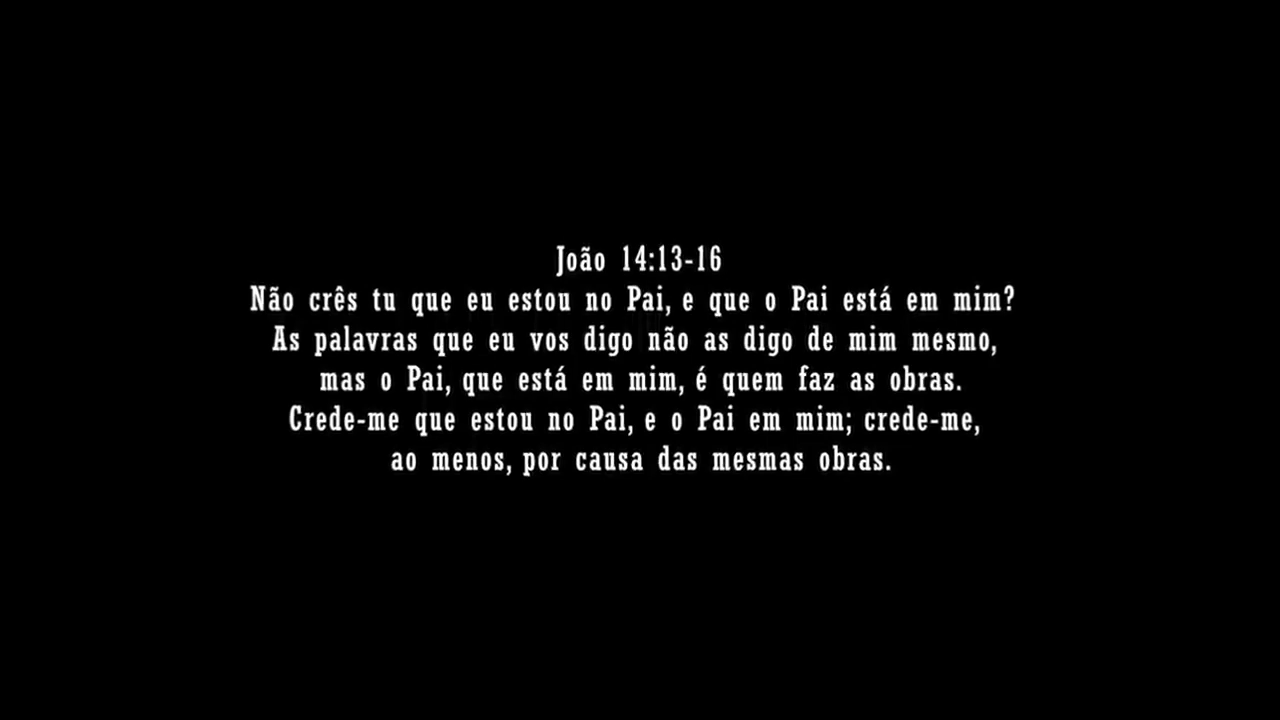 João 14:13-16
Não crês tu que eu estou no Pai, e que o Pai está em mim?
As palavras que eu vos digo não as digo de mim mesmo,
mas o Pai, que está em mim, é quem faz as obras.
Crede-me que estou no Pai, e o Pai em mim; crede-me,
ao menos, por causa das mesmas obras.